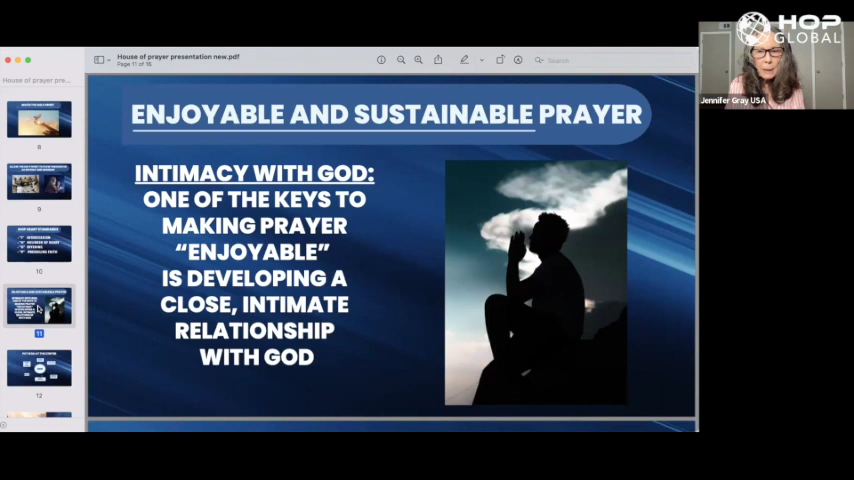 House of prayer presentation new.pdf
Page 11 of 16
Search
House of prayer pre...
8
9
10
11
12
ENJOYABLE AND SUSTAINABLE PRAYER
INTIMACY WITH GOD:
ONE OF THE KEYS TO
MAKING PRAYER
“ENJOYABLE”
IS DEVELOPING A
CLOSE, INTIMATE
RELATIONSHIP
WITH GOD
HOP
GLOBAL
Jennifer Gray USA